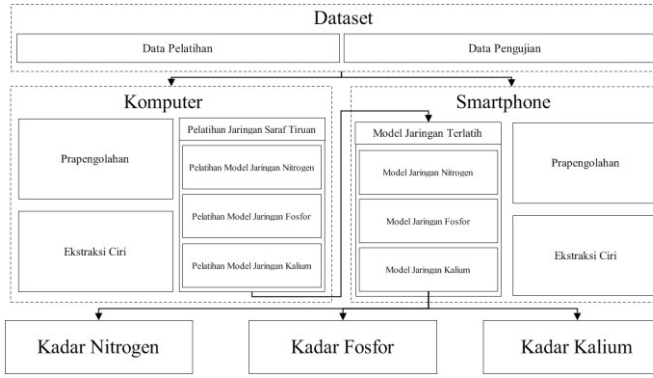 Dataset
Data Pelatihan
Data Pengujian
Komputer
Prapengolahan
Ekstraksi Ciri
Pelatihan Jaringan Saraf Tiruan
Pelatihan Model Jaringan Nitrogen
Pelatihan Model Jaringan Fosfor
Pelatihan Model Jaringan Kalium
Smartphone
Model Jaringan Terlatih
Model Jaringan Nitrogen
Model Jaringan Fosfor
Model Jaringan Kalium
Prapengolahan
Ekstraksi Ciri
Kadar Nitrogen
Kadar Fosfor
Kadar Kalium